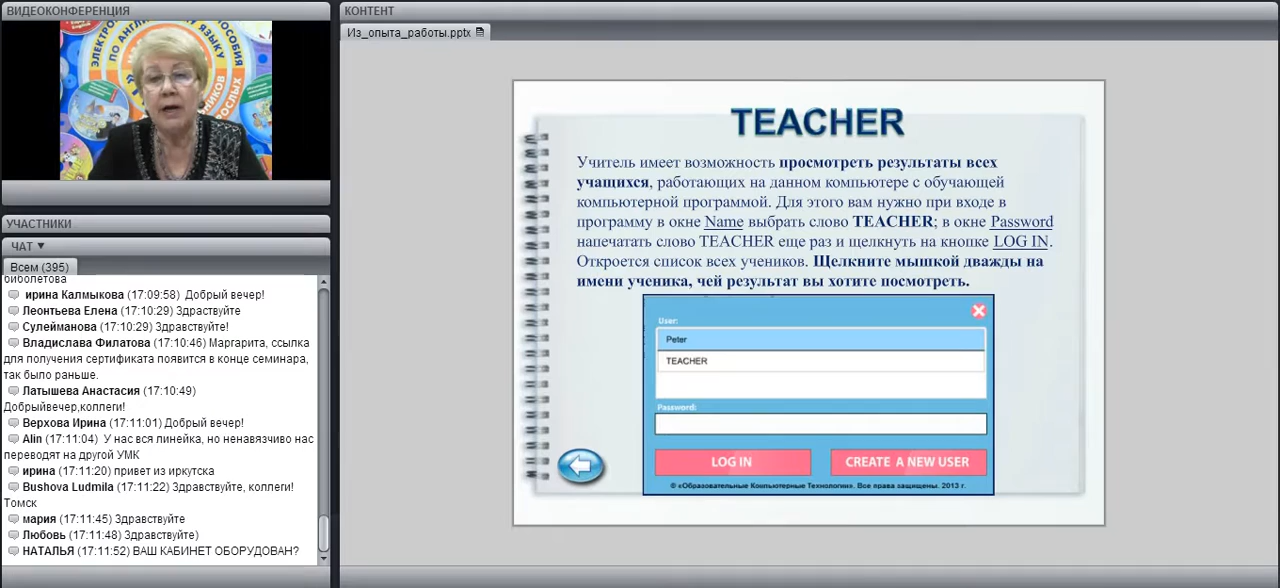 ВИДЕОКОНФЕРЕНЦИЯ
ЭЛЕКТРОН
ПОСОБИЯ
ПО АНГЛИ
ЯЗЫКУ
НИКОВ
РОСЛЫХ
УЧАСТНИКИ
ЧАТ ▼
Всем (395)
биболетова
ирина Калмыкова (17:09:58) Добрый вечер!
Леонтьева Елена (17:10:29) Здраствуйте
Сулейманова (17:10:29) Здравствуйте!
Владислава Филатова (17:10:46) Маргарита, ссылка
для получения сертификата появится в конце семинара,
так было раньше.
Латышева Анастасия (17:10:49)
Добрыйвечер,коллеги!
Верхова Ирина (17:11:01) Добрый вечер!
Alin (17:11:04) У нас вся линейка, но ненавязчиво нас
переводят на другой УМК
ирина (17:11:20) привет из иркутска
Bushova Ludmila (17:11:22) Здравствуйте, коллеги!
Томск
мария (17:11:45) Здравствуйте
Любовь (17:11:48) Здравствуйте)
НАТАЛЬЯ (17:11:52) ВАШ КАБИНЕТ ОБОРУДОВАН?
КОНТЕНТ
Из_опыта_работы.pptx
TEACHER
Учитель имеет возможность просмотреть результаты всех
учащихся, работающих на данном компьютере с обучающей
компьютерной программой. Для этого вам нужно при входе в
программу в окне Name выбрать слово TEACHER; в окне Password
напечатать слово TEACHER еще раз и щелкнуть на кнопке LOG IN.
Откроется список всех учеников. Щелкните мышкой дважды на
имени ученика, чей результат вы хотите посмотреть.
User:
Peter
TEACHER
Password:
LOG IN
CREATE A NEW USER
© «Образовательные Компьютерные Технологии». Все права защищены. 2013 г.